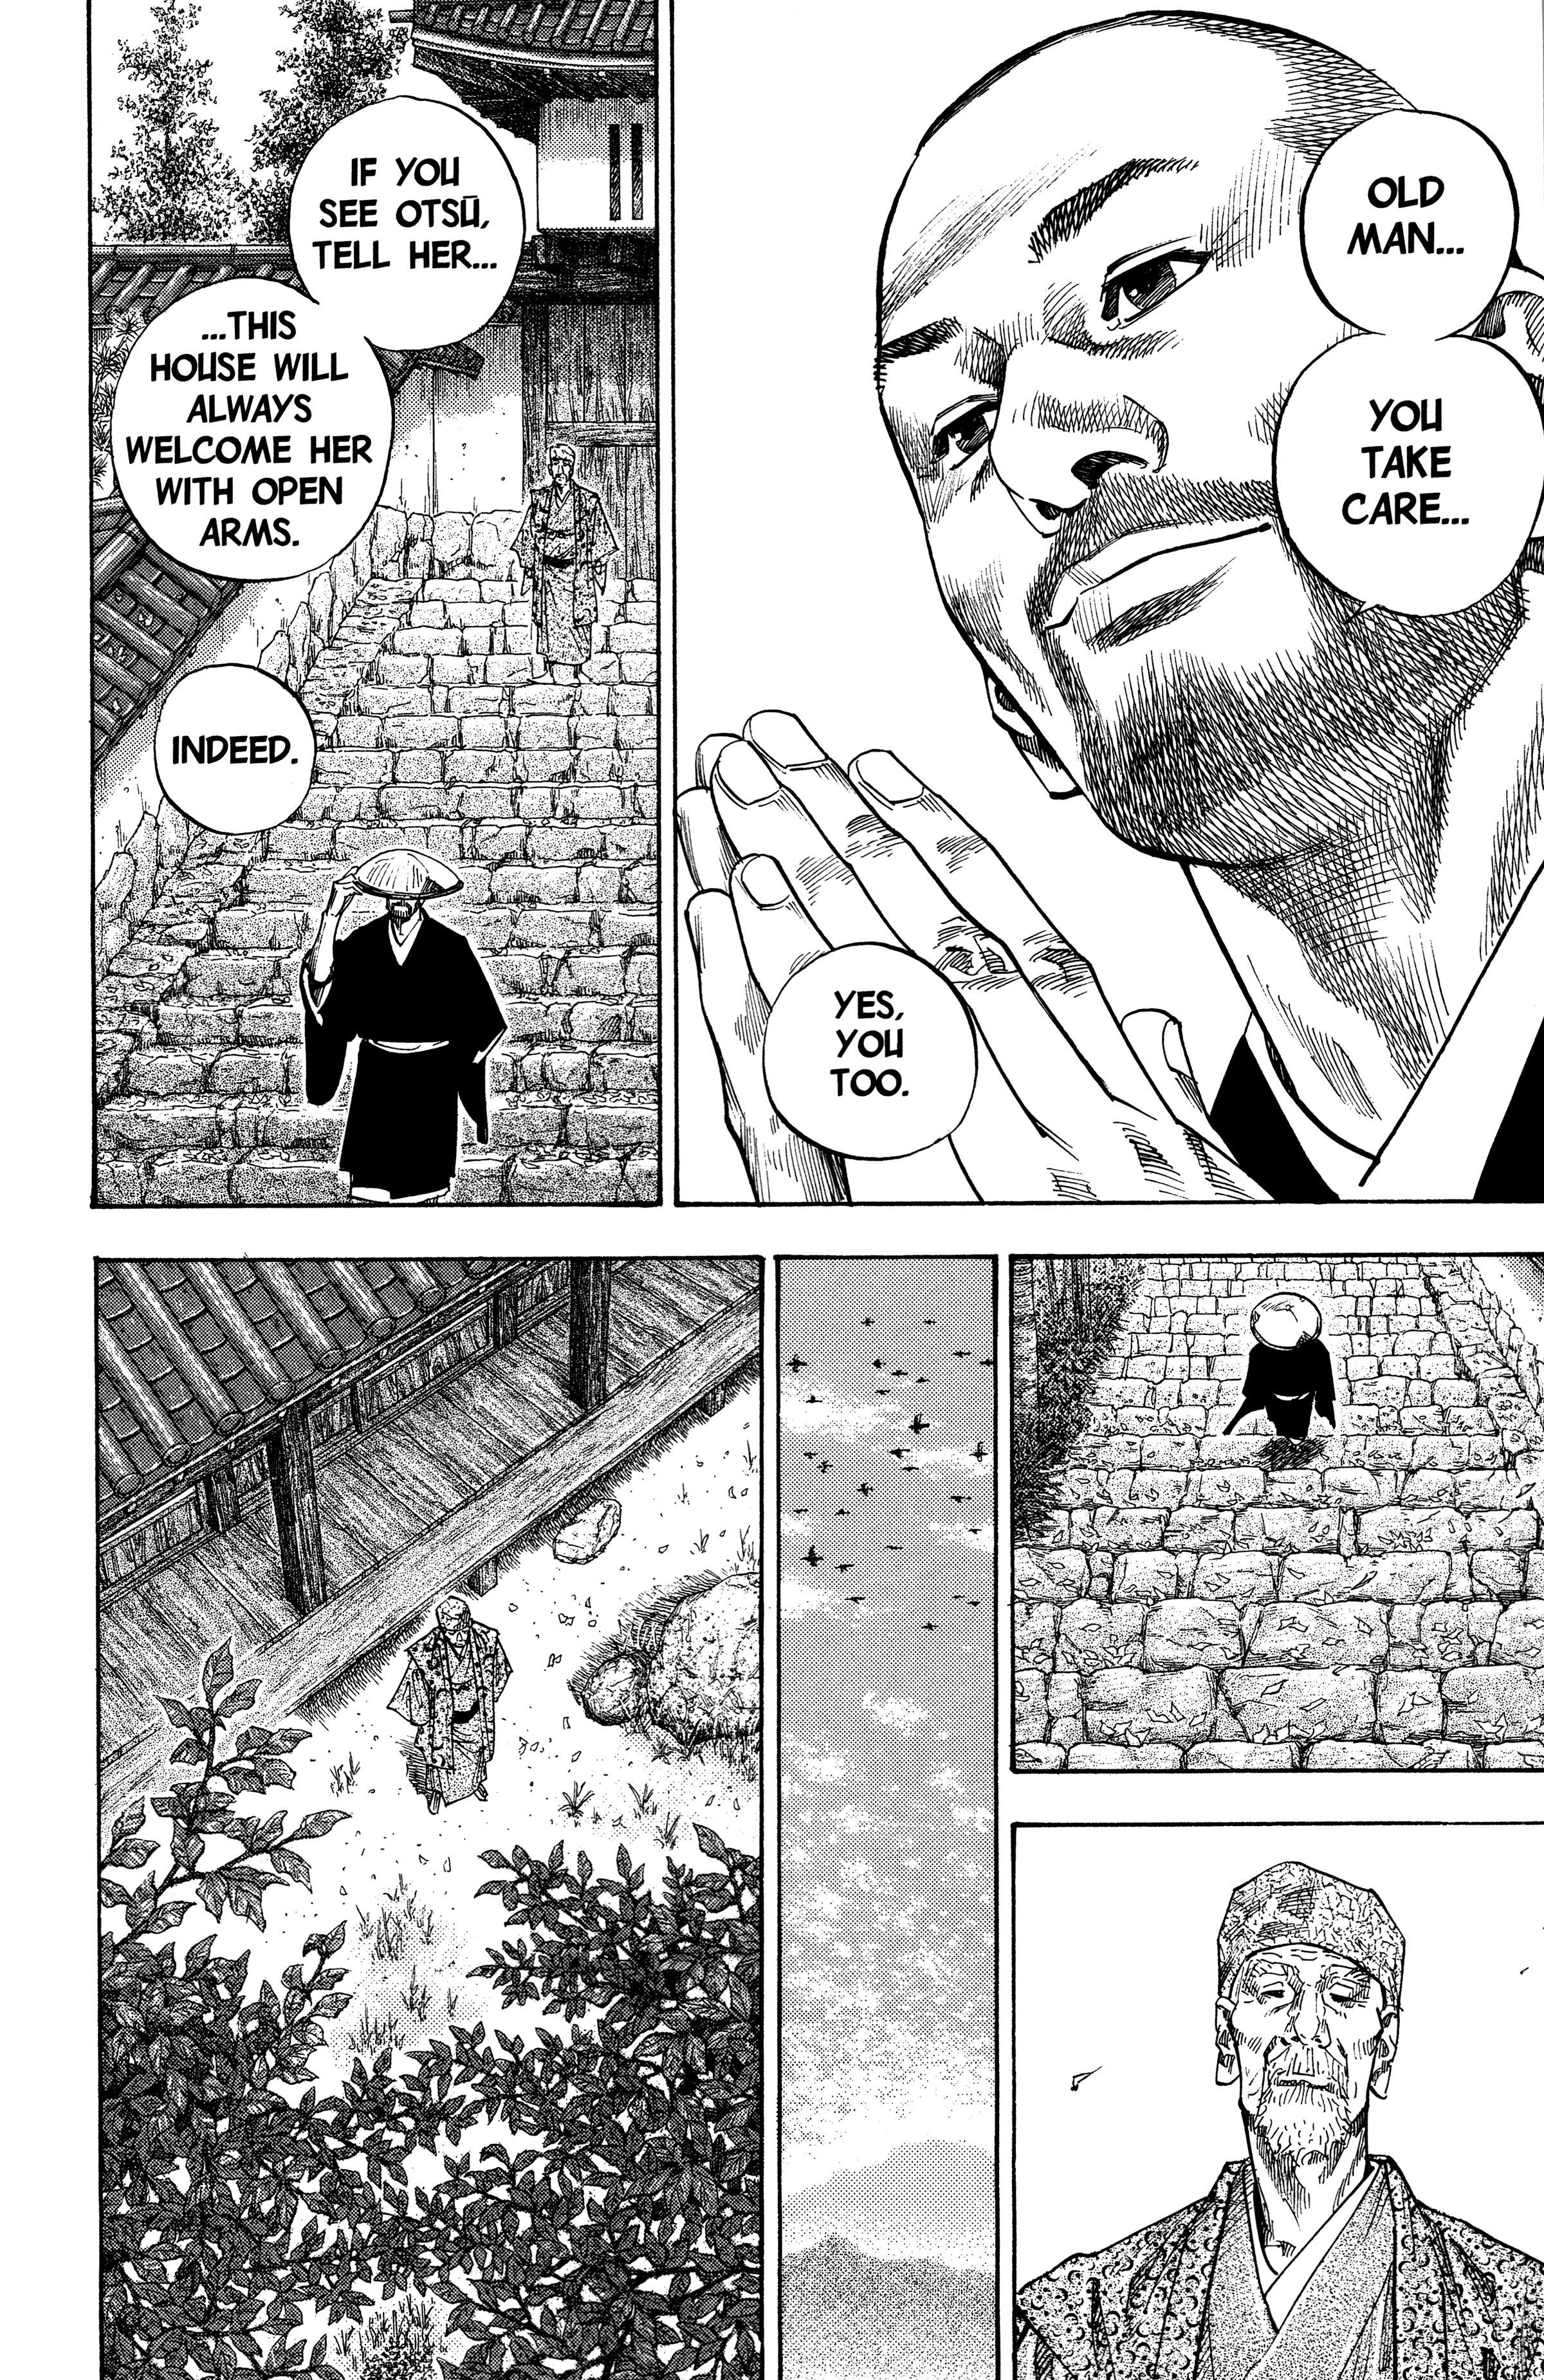 OLD
MAN...
YOU
TAKE
CARE...
YES,
YOU
TOO.
IF YOU
SEE OTSŪ,
TELL HER...
...THIS
HOUSE WILL
ALWAYS
WELCOME HER
WITH OPEN
ARMS.
INDEED.